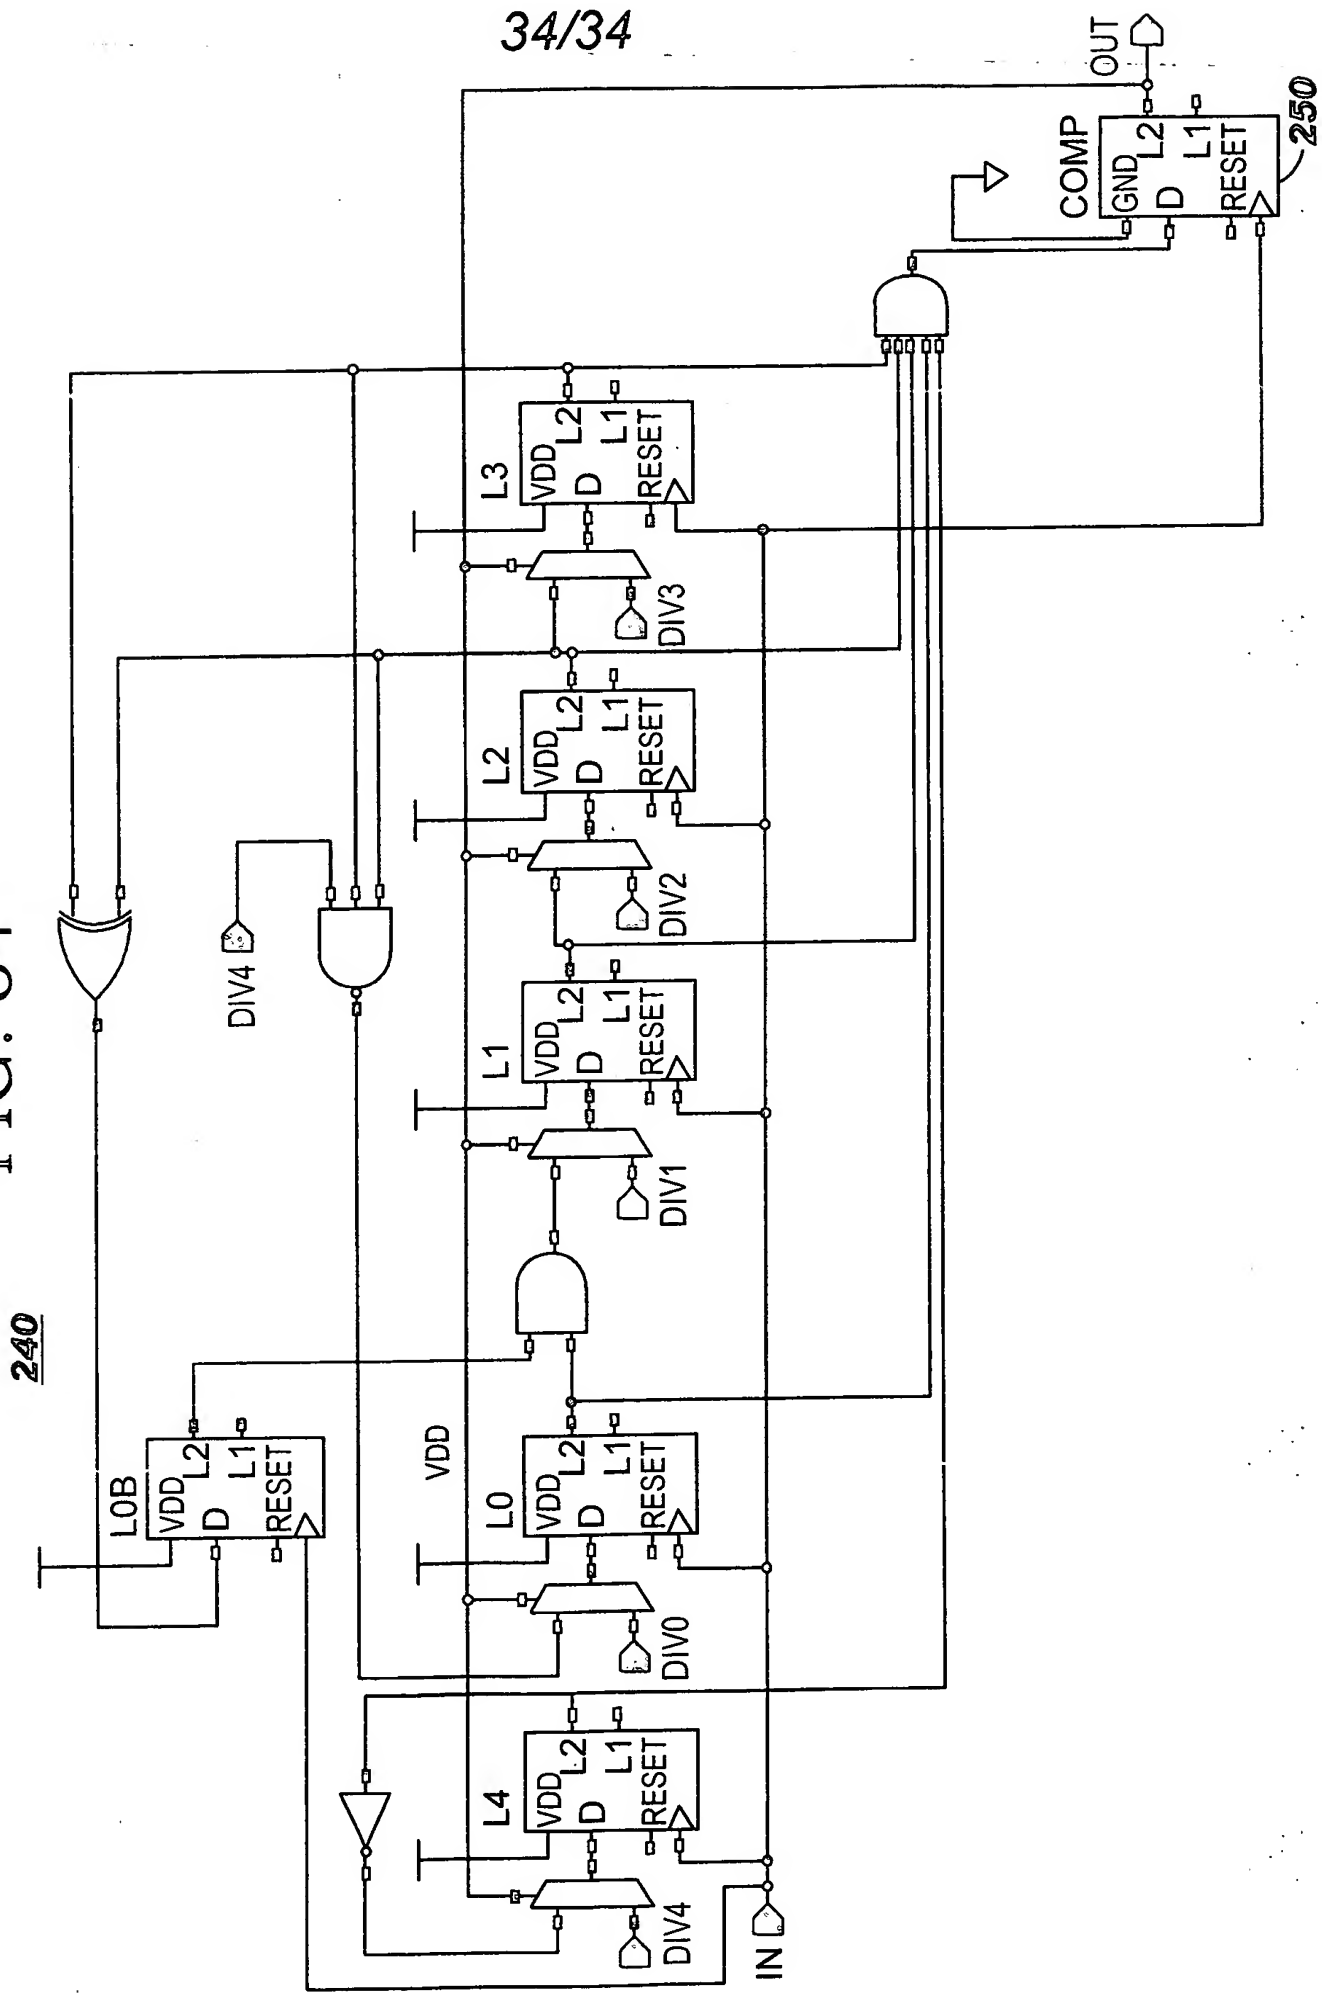 34/34
240
DIV4
L0B
VDD
D
L2
L1
RESET
L3
VDD
D
L2
L1
RESET
DIV3
L2
VDD
D
L2
L1
RESET
DIV2
L1
VDD
D
L2
L1
RESET
DIV1
VDD
L0
VDD
D
L2
L1
RESET
DIV0
L4
VDD
D
L2
L1
RESET
DIV4
IN
COMP
GND
D
L2
L1
RESET
250
OUT